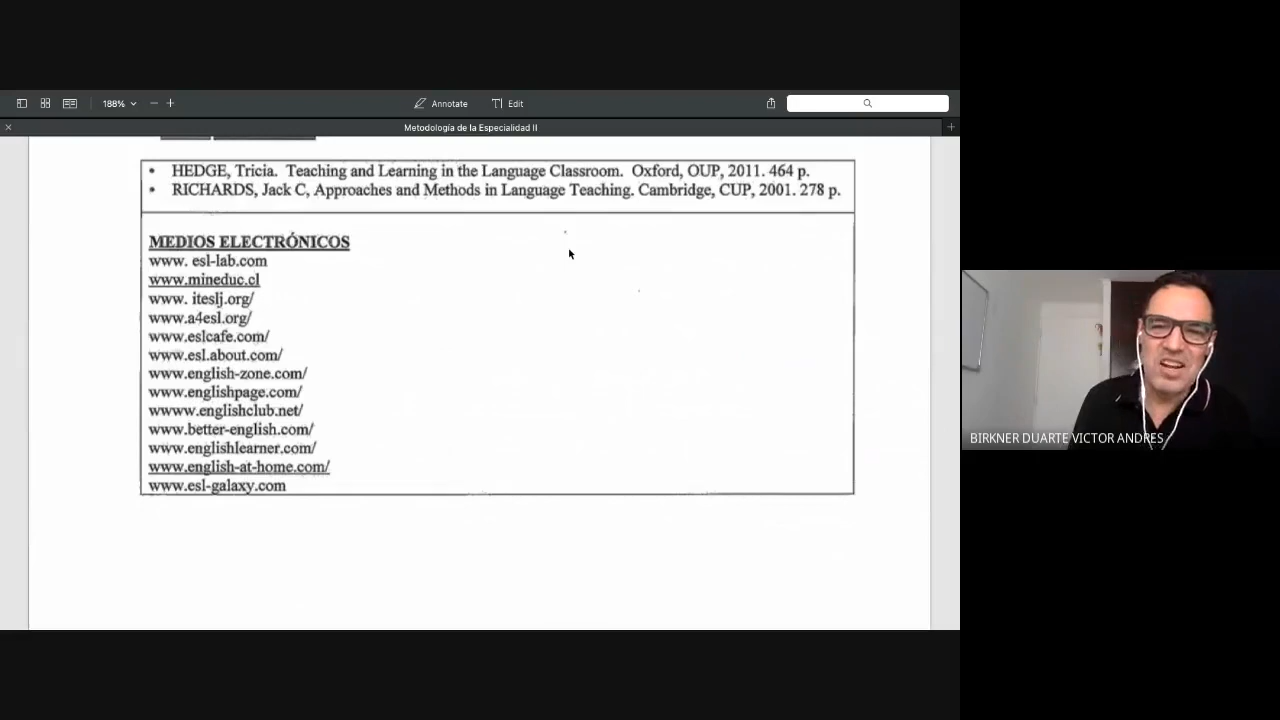 188%
Annotate
Edit
Metodología de la Especialidad II
• HEDGE, Tricia. Teaching and Learning in the Language Classroom. Oxford, OUP, 2011. 464 p.
• RICHARDS, Jack C, Approaches and Methods in Language Teaching. Cambridge, CUP, 2001. 278 p.
MEDIOS ELECTRÓNICOS
www. esl-lab.com
www.mineduc.cl
www. iteslj.org/
www.a4esl.org/
www.eslcafe.com/
www.esl.about.com/
www.english-zone.com/
www.englishpage.com/
wwww.englishclub.net/
www.better-english.com/
www.englishlearner.com/
www.english-at-home.com/
www.esl-galaxy.com
BIRKNER DUARTE VICTOR ANDRES